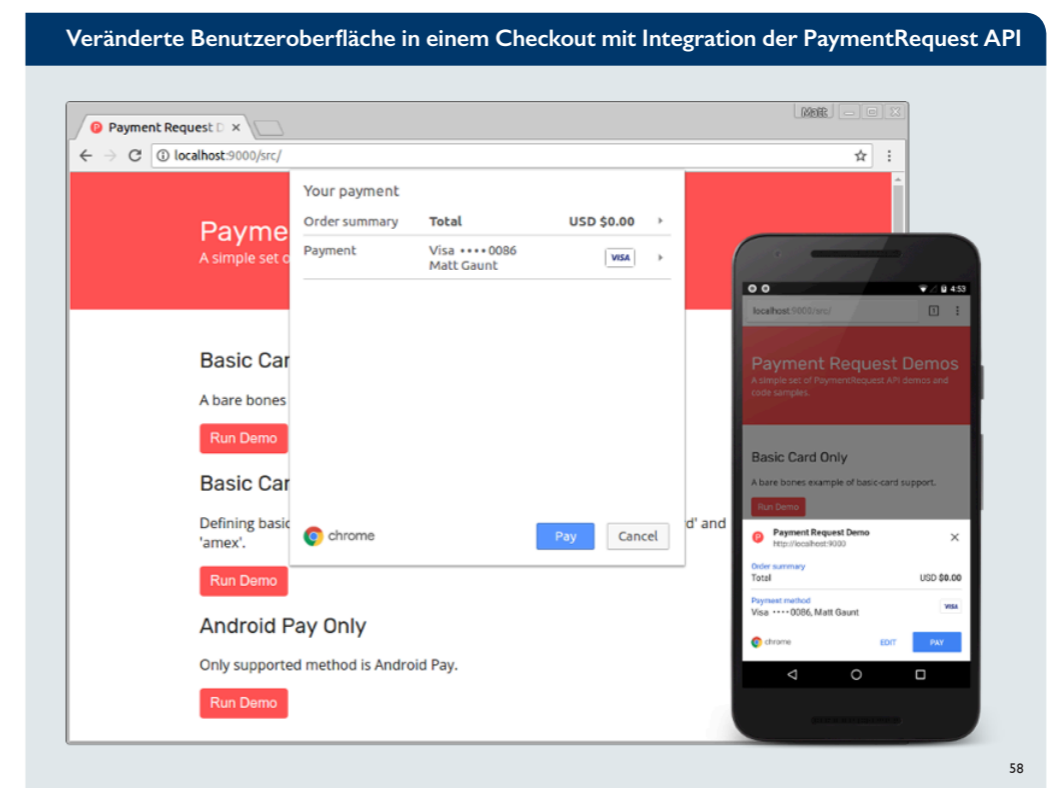 Veränderte Benutzeroberfläche in einem Checkout mit Integration der PaymentRequest API
Matt
Payment Request D
localhost:9000/src/
Payme
A simple set o
Your payment
Order summary Total USD $0.00
Payment Visa ••••0086 VISA
Matt Gaunt
Basic Car
A bare bones
Run Demo
Basic Car
Defining basic d' and
'amex'.
chrome Pay Cancel
Run Demo
Android Pay Only
Only supported method is Android Pay.
Run Demo
4:53
localhost:9000/src/
Payment Request Demos
A simple set of PaymentRequest API demos and
code samples.
Basic Card Only
A bare bones example of basic-card support.
Run Demo
Payment Request Demo
http://localhost:9000
Order summary
Total USD $0.00
Payment method
Visa ····0086, Matt Gaunt VISA
chrome EDIT PAY
58